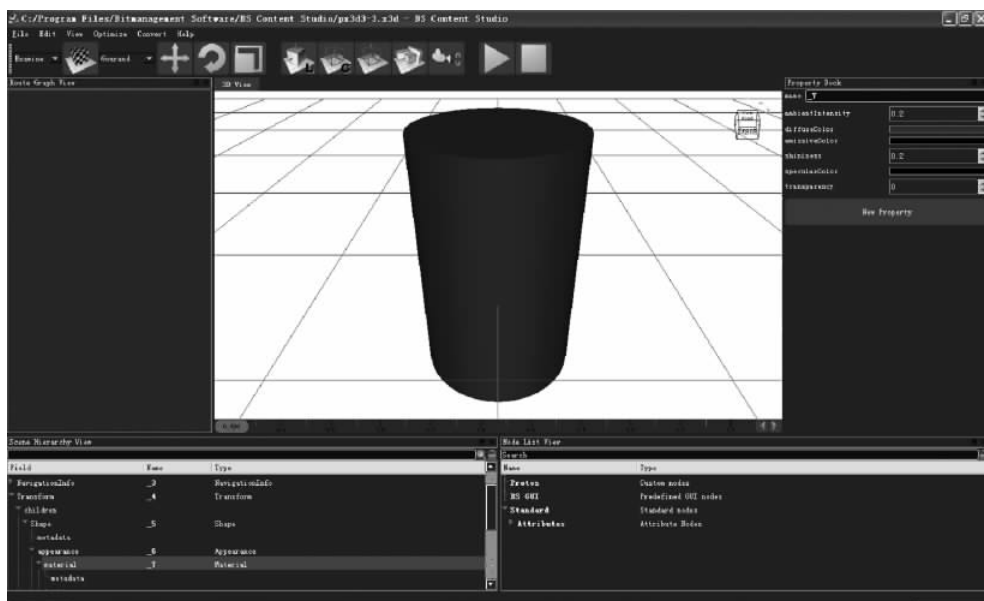 C:/Program Files/Bitmanagement Software/BS Content Studio/px3d3-3.x3d - BS Content Studio
File Edit View Optimize Convert Help
Examine Gouraud
Route Graph View
3D View
Property Dock
name _7
ambientIntensity 0.2
diffuseColor
emissiveColor
shininess 0.2
specularColor
transparency 0
New Property
Scene Hierarchy View
Field Name Type
NavigationInfo _3 NavigationInfo
Transform _4 Transform
children
Shape _5 Shape
metadata
appearance _6 Appearance
material _7 Material
metadata
Node List View
Search
Name Type
Protos Custom nodes
BS GUI Predefined GUI nodes
Standard Standard nodes
Attributes Attribute Nodes